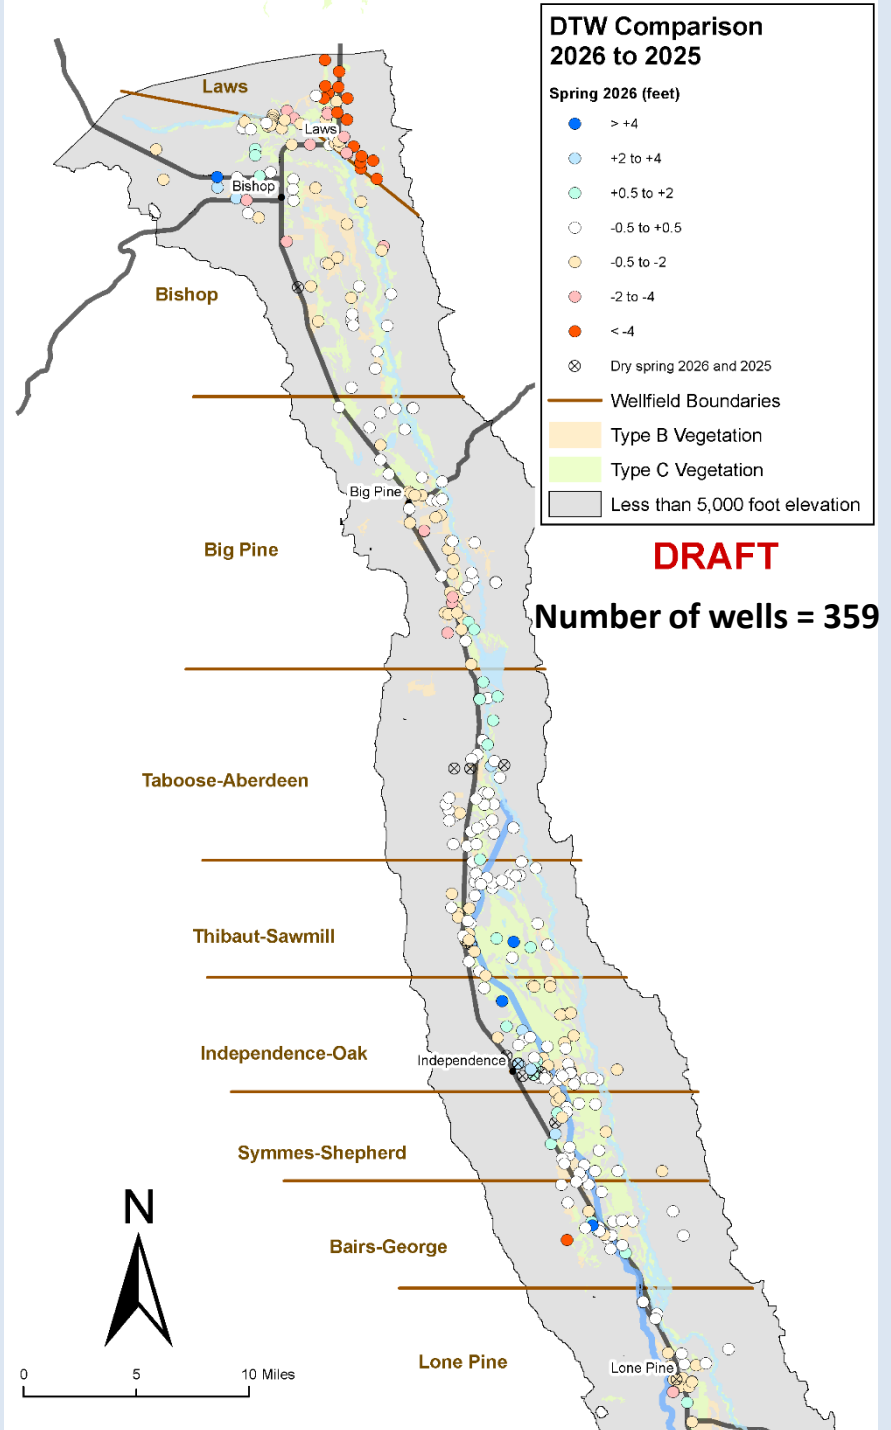 DTW Comparison
2026 to 2025
Spring 2026 (feet)
> +4
+2 to +4
+0.5 to +2
-0.5 to +0.5
-0.5 to -2
-2 to -4
< -4
Dry spring 2026 and 2025
Wellfield Boundaries
Type B Vegetation
Type C Vegetation
Less than 5,000 foot elevation
DRAFT
Number of wells = 359
Laws
Laws
Bishop
Bishop
Big Pine
Big Pine
Taboose-Aberdeen
Thibaut-Sawmill
Independence-Oak
Independence
Symmes-Shepherd
N
Bairs-George
Lone Pine
Lone Pine
0 5 10 Miles